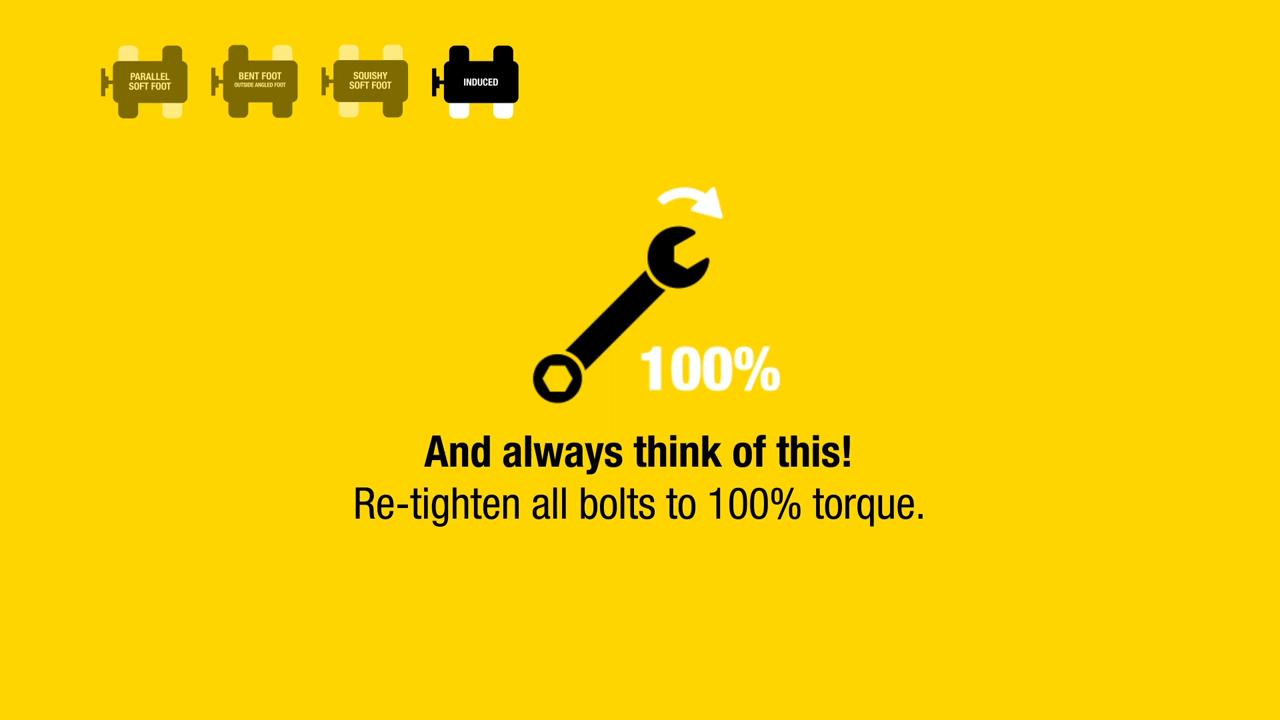 PARALLEL
SOFT FOOT
BENT FOOT
OUTSIDE ANGLED FOOT
SQUISHY
SOFT FOOT
INDUCED
100%
And always think of this!
Re-tighten all bolts to 100% torque.